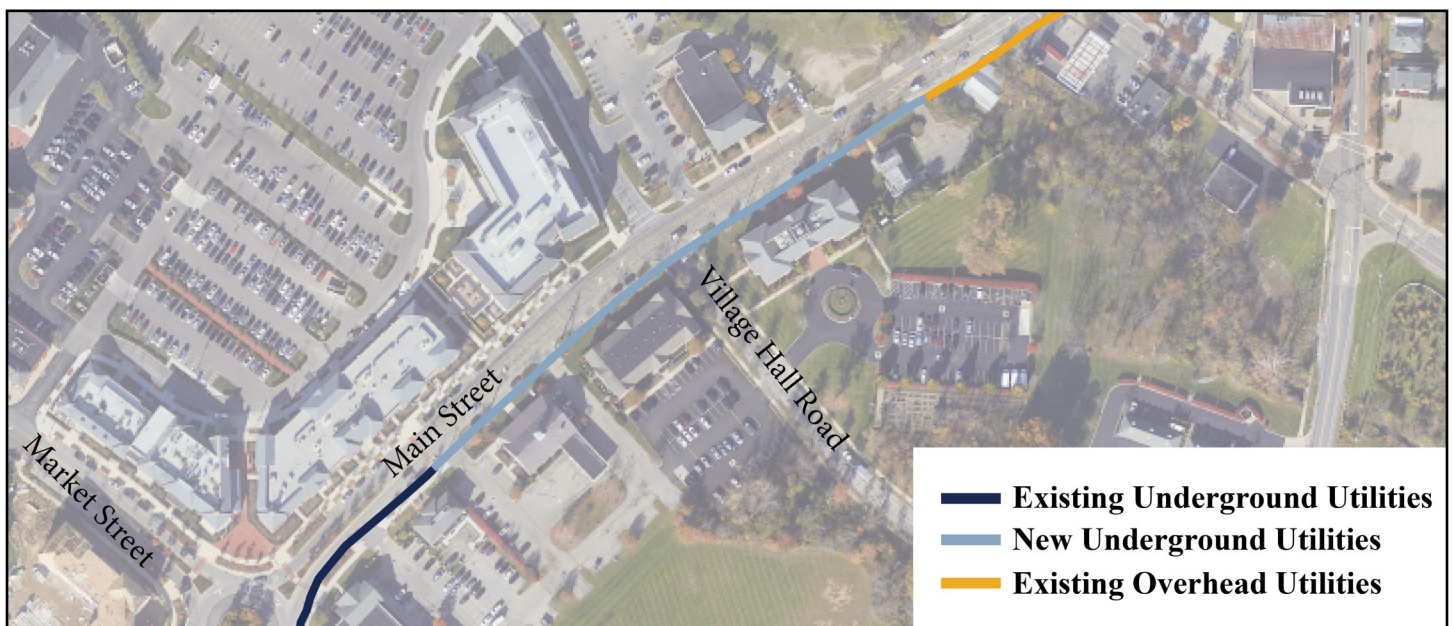 Village Hall Road
Main Street
Market Street
Existing Underground Utilities
New Underground Utilities
Existing Overhead Utilities